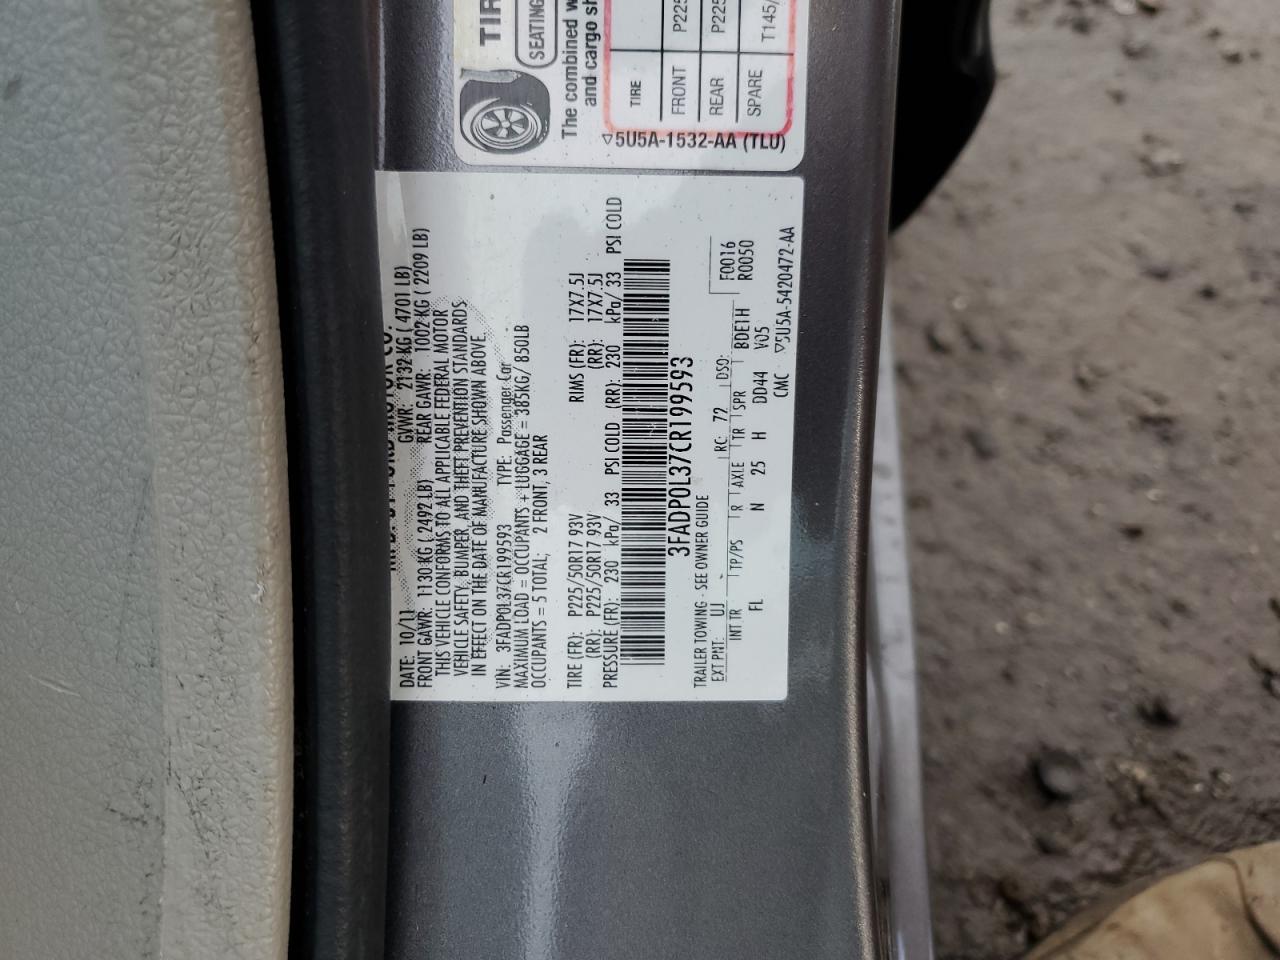 TIR
SEATING
The combined w
and cargo sh
TIRE
FRONT P225
REAR P225
SPARE T145/
▽5U5A-1532-AA (TLU)
MOTOR CO.
DATE: 10/11 GVWR: 2132 KG ( 4701 LB)
FRONT GAWR: 1130 KG ( 2492 LB) REAR GAWR: 1002 KG ( 2209 LB)
THIS VEHICLE CONFORMS TO ALL APPLICABLE FEDERAL MOTOR
VEHICLE SAFETY, BUMPER, AND THEFT PREVENTION STANDARDS
IN EFFECT ON THE DATE OF MANUFACTURE SHOWN ABOVE.
VIN: 3FADP0L37CR199593 TYPE: Passenger Car
MAXIMUM LOAD = OCCUPANTS + LUGGAGE = 385KG/ 850LB
OCCUPANTS = 5 TOTAL; 2 FRONT, 3 REAR
TIRE (FR): P225/50R17 93V RIMS (FR): 17X7.5J
(RR): P225/50R17 93V (RR): 17X7.5J
PRESSURE (FR): 230 kPa/ 33 PSI COLD (RR): 230 kPa/ 33 PSI COLD
3FADP0L37CR199593
TRAILER TOWING - SEE OWNER GUIDE
EXT PNT: UJ RC: 72 DSO: F0016
R0050
INT TR TP/PS R AXLE TR SPR BDE1H
FL N 25 H DD44 V05
CMC ▽5U5A-5420472-AA